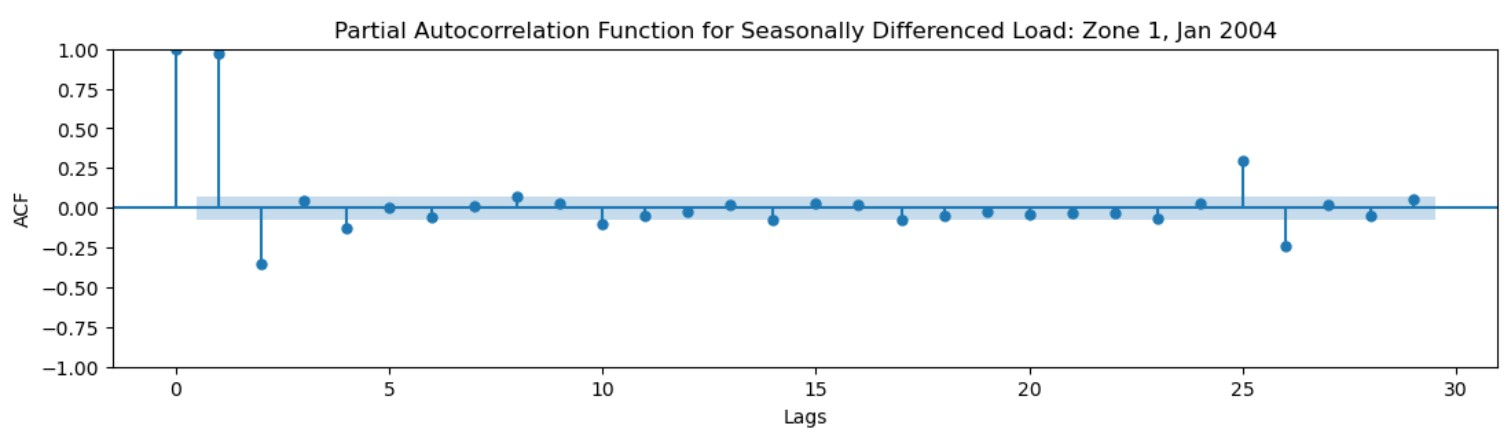 Partial Autocorrelation Function for Seasonally Differenced Load: Zone 1, Jan 2004
1.00
0.75
0.50
0.25
0.00
−0.25
−0.50
−0.75
−1.00
ACF
0 5 10 15 20 25 30
Lags